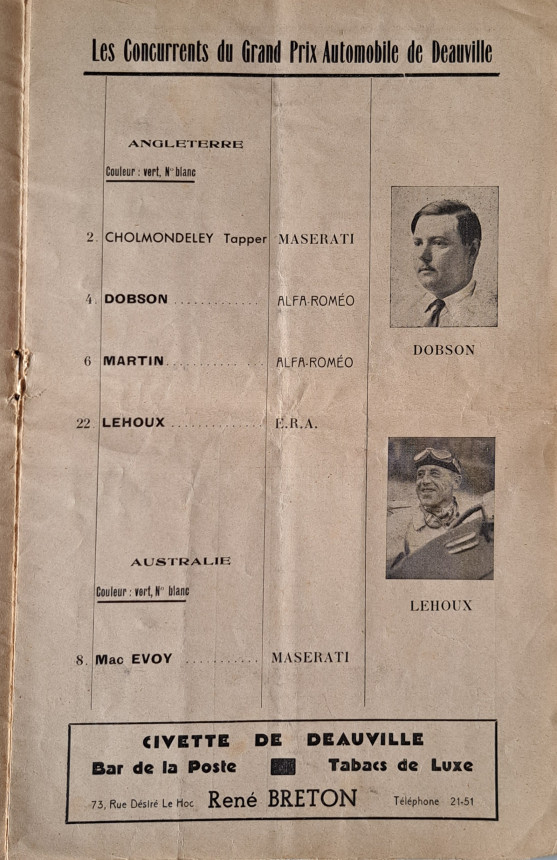 Les Concurrents du Grand Prix Automobile de Deauville
ANGLETERRE
Couleur : vert, Nos blanc
2. CHOLMONDELEY Tapper MASERATI
4. DOBSON ............. ALFA-ROMÉO
DOBSON
6 MARTIN ............. ALFA-ROMÉO
22. LEHOUX ............. E.R.A.
AUSTRALIE
Couleur : vert, Nos blanc
LEHOUX
8. Mac EVOY ........... MASERATI
CIVETTE DE DEAUVILLE
Bar de la Poste Tabacs de Luxe
73, Rue Désiré Le Hoc René BRETON Téléphone 21-51